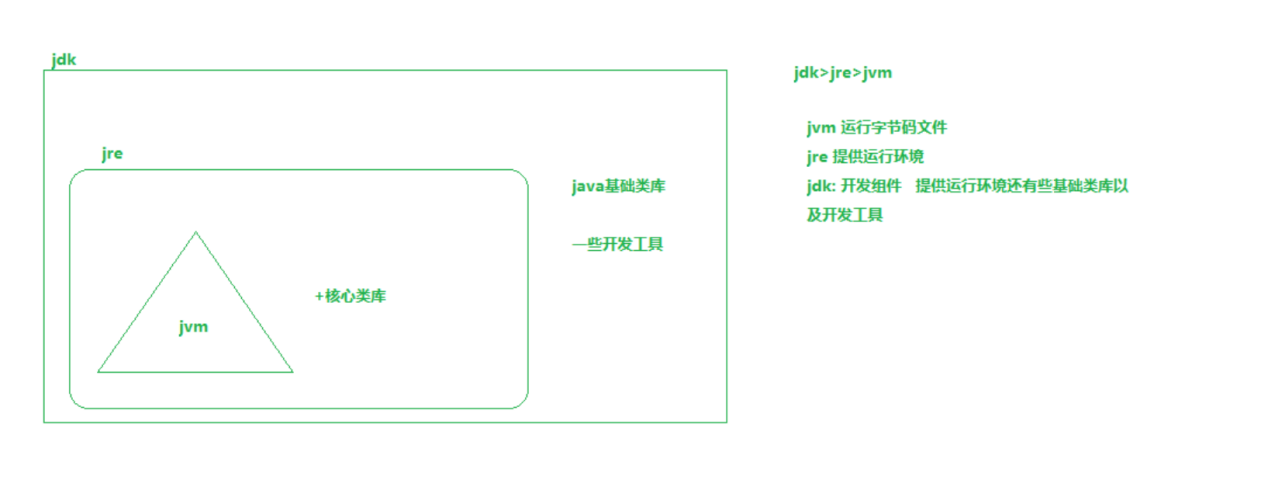 jdk
jre
jvm
+核心类库
java基础类库
一些开发工具
jdk>jre>jvm
jvm 运行字节码文件
jre 提供运行环境
jdk: 开发组件 提供运行环境还有些基础类库以
及开发工具